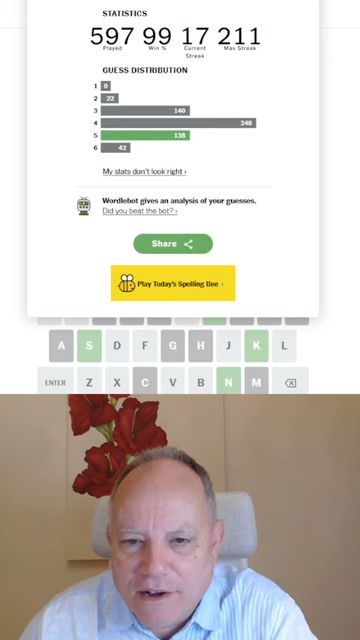 STATISTICS
597 99 17 211
Played Win % Current Streak Max Streak
GUESS DISTRIBUTION
1 0
2 22
3 140
4 248
5 138
6 42
My stats don't look right ›
Wordlebot gives an analysis of your guesses.
Did you beat the bot? ›
Share
Play Today's Spelling Bee ›
A S D F G H J K L
ENTER Z X C V B N M